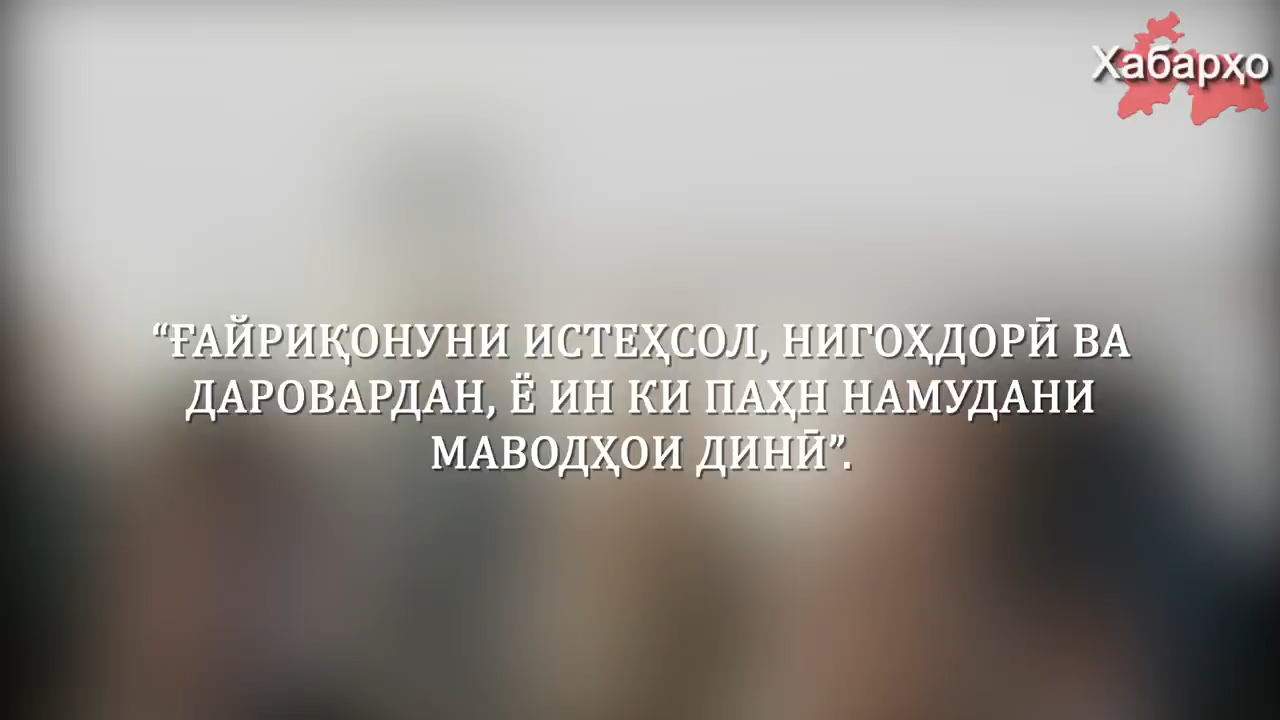 Хабарҳо
“ҒАЙРИҚОНУНИ ИСТЕҲСОЛ, НИГОҲДОРӢ ВА
ДАРОВАРДАН, Ё ИН КИ ПАҲН НАМУДАНИ
МАВОДҲОИ ДИНӢ”.